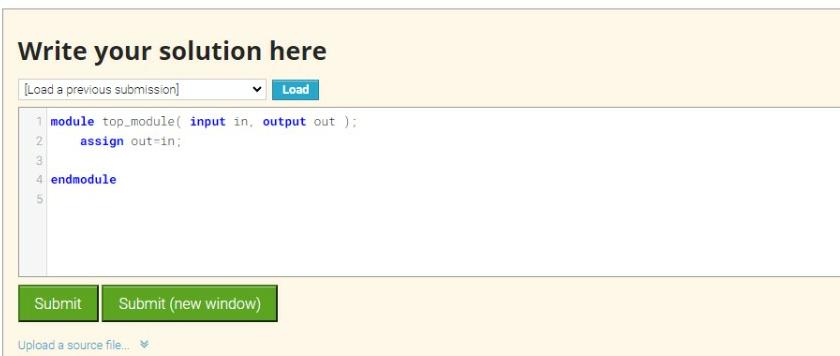 Write your solution here
[Load a previous submission] Load
1 module top_module( input in, output out );
2 assign out=in;
3
4 endmodule
5
Submit Submit (new window)
Upload a source file...